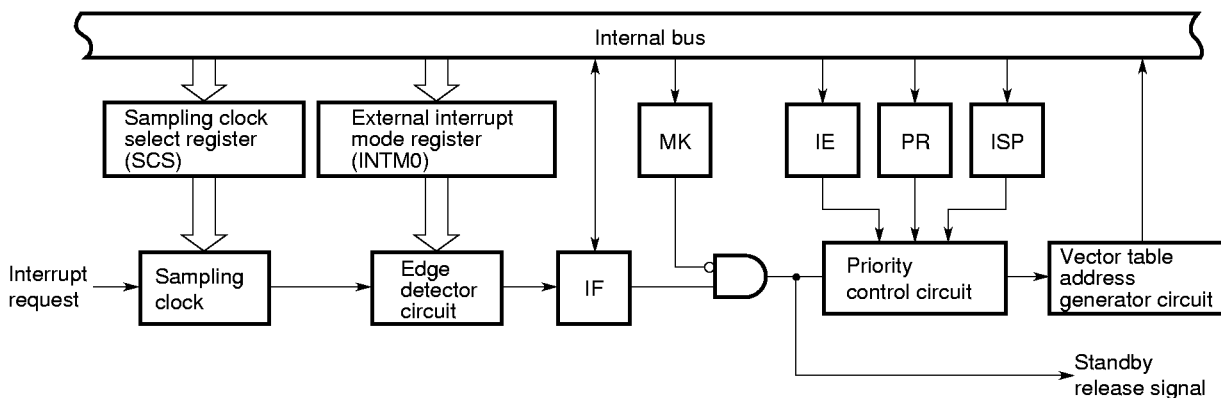 Internal bus
Sampling clock
select register
(SCS)
External interrupt
mode register
(INTM0)
MK
IE
PR
ISP
Interrupt
request
Sampling
clock
Edge
detector
circuit
IF
Priority
control circuit
Vector table
address
generator circuit
Standby
release signal